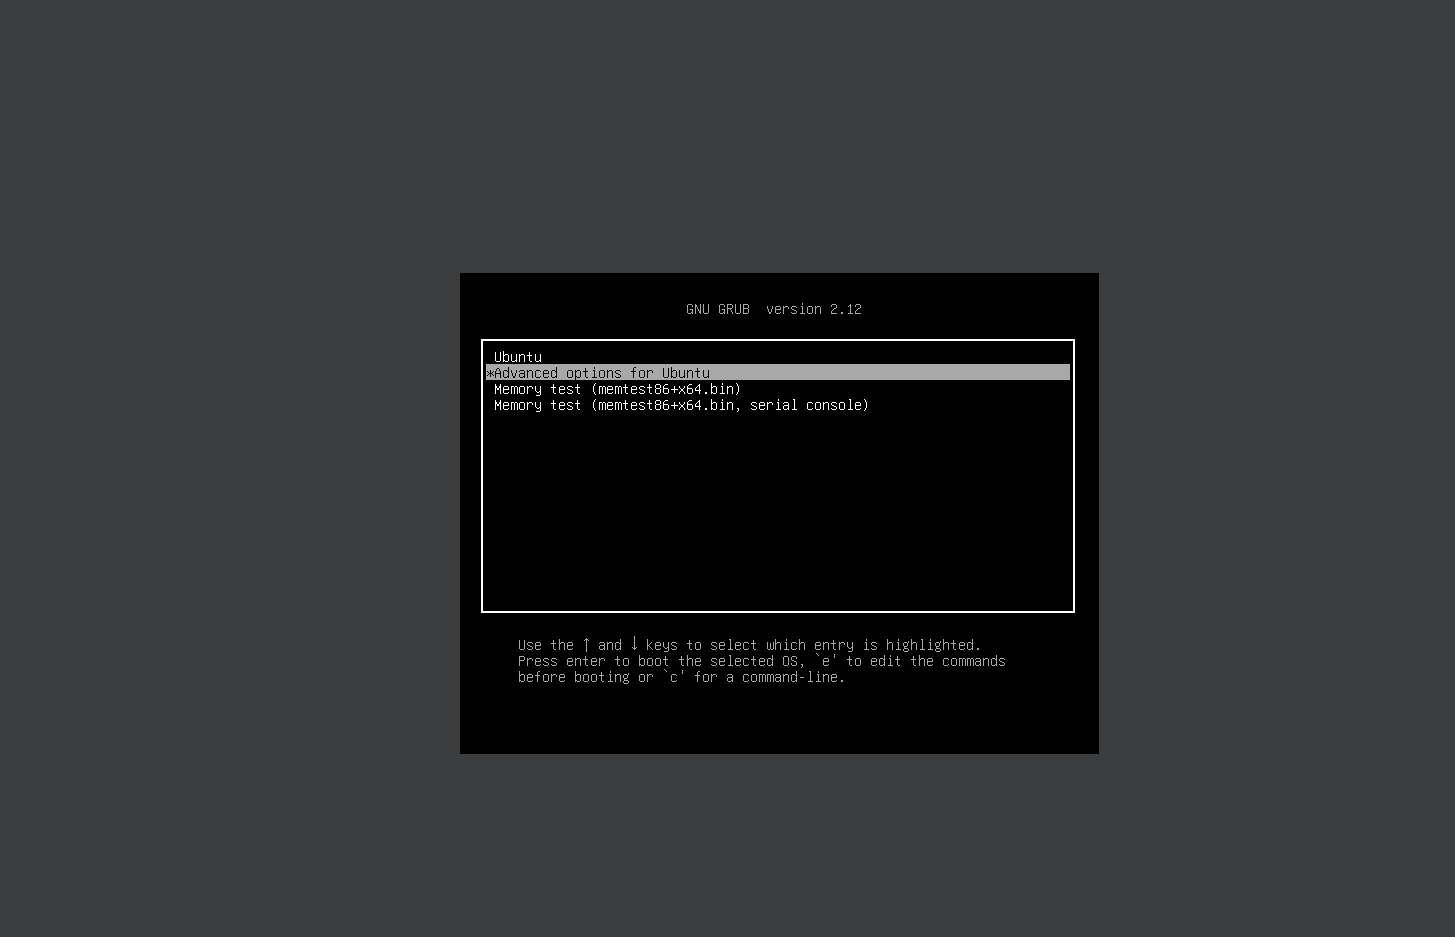 GNU GRUB  version 2.12
Ubuntu
*Advanced options for Ubuntu
Memory test (memtest86+x64.bin)
Memory test (memtest86+x64.bin, serial console)
Use the ↑ and ↓ keys to select which entry is highlighted.
Press enter to boot the selected OS, `e' to edit the commands
before booting or `c' for a command-line.